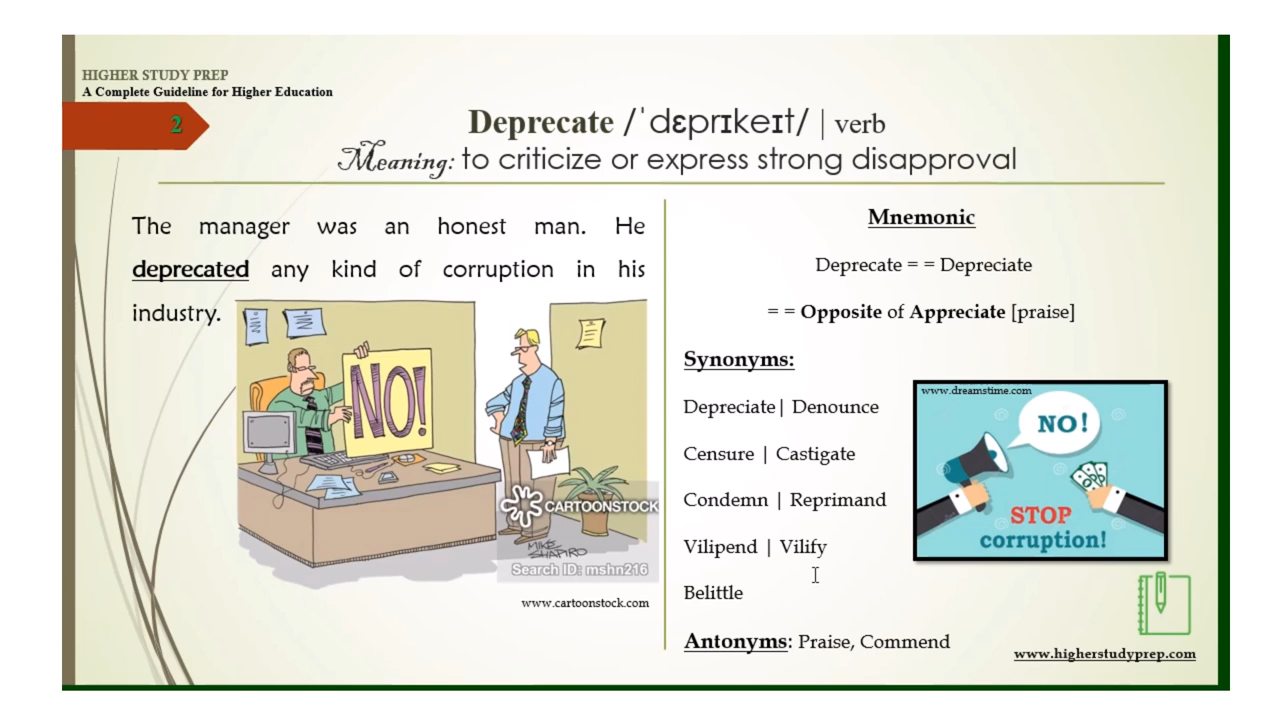 HIGHER STUDY PREP
A Complete Guideline for Higher Education
2
Deprecate /ˈdɛprɪkeɪt/ | verb
Meaning: to criticize or express strong disapproval
The manager was an honest man. He
deprecated any kind of corruption in his
industry.
NO!
CARTOONSTOCK
MIKE
SHAPIRO
Search ID: mshn216
www.cartoonstock.com
Mnemonic
Deprecate = = Depreciate
= = Opposite of Appreciate [praise]
Synonyms:
Depreciate| Denounce
Censure | Castigate
Condemn | Reprimand
Vilipend | Vilify
Belittle
www.dreamstime.com
NO!
STOP
corruption!
Antonyms: Praise, Commend
www.higherstudyprep.com